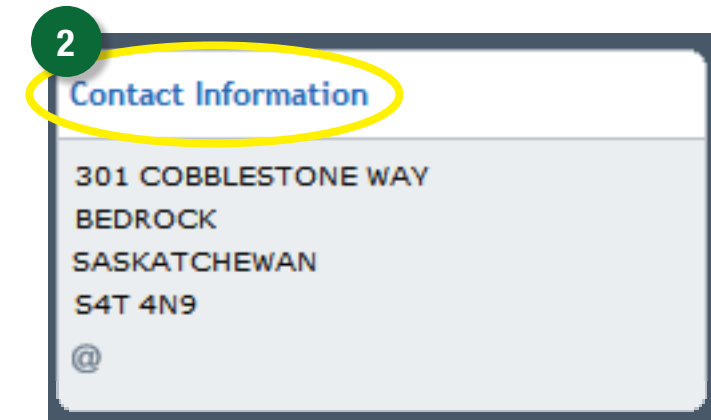 2
Contact Information
301 COBBLESTONE WAY
BEDROCK
SASKATCHEWAN
S4T 4N9
@